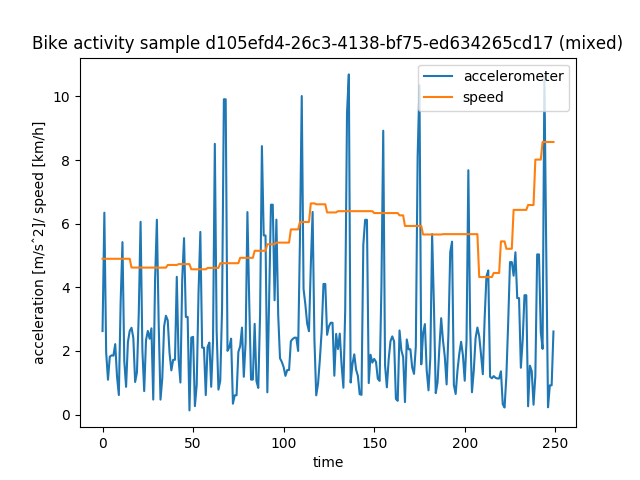 Bike activity sample d105efd4-26c3-4138-bf75-ed634265cd17 (mixed)
accelerometer
speed
acceleration [m/s^2]/ speed [km/h]
10
8
6
4
2
0
0 50 100 150 200 250
time